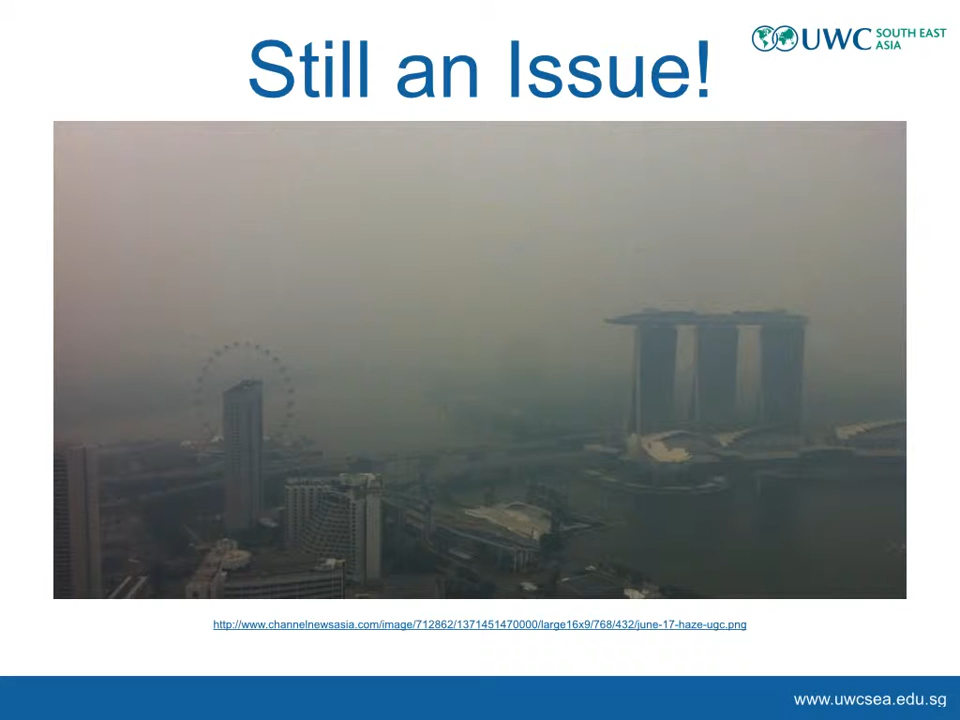 Still an Issue!
UWC SOUTH EAST
ASIA
http://www.channelnewsasia.com/image/712862/1371451470000/large16x9/768/432/june-17-haze-ugc.png
www.uwcsea.edu.sg